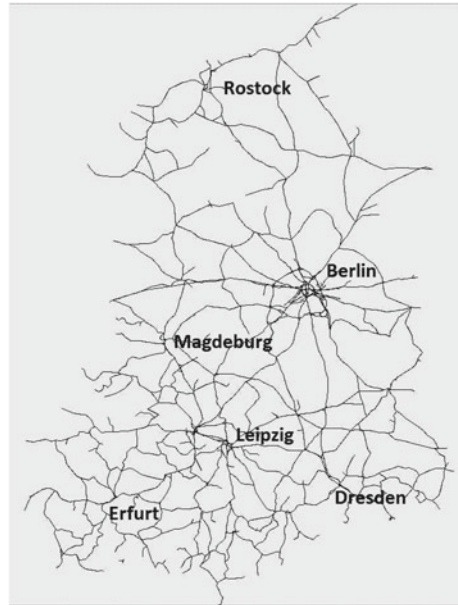 Rostock
Berlin
Magdeburg
Leipzig
Dresden
Erfurt